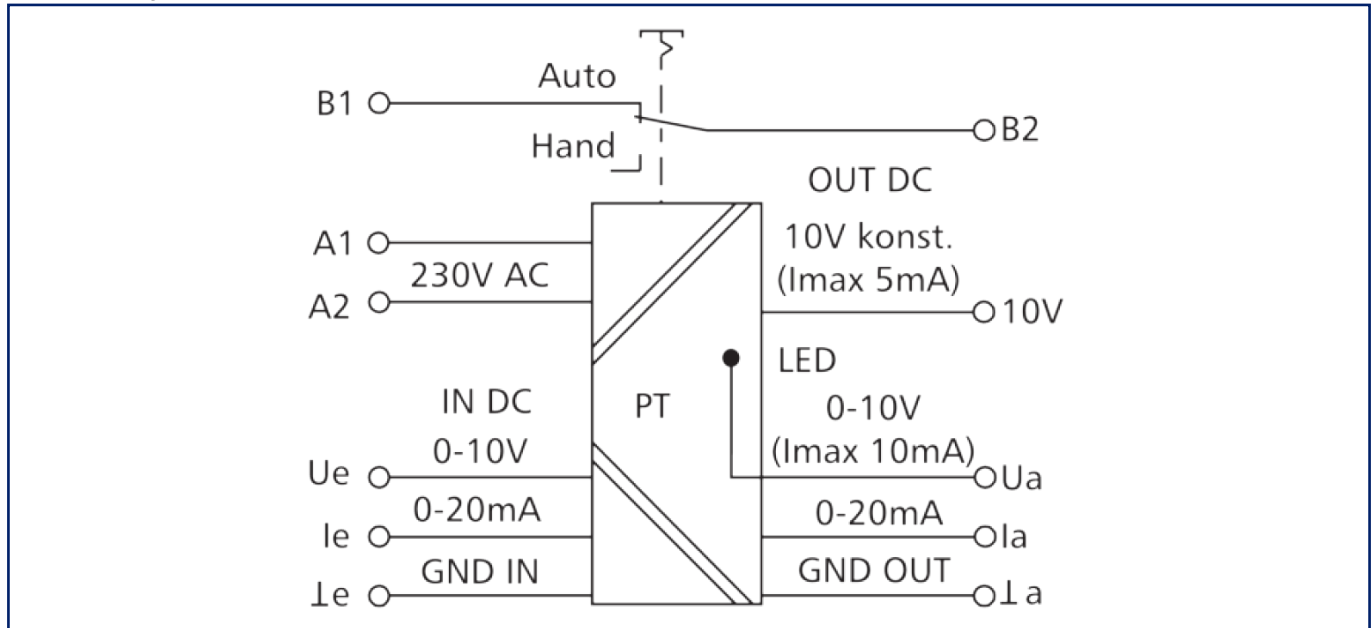 Auto
B1
B2
Hand
OUT DC
A1
10V konst.
230V AC
(Imax 5mA)
A2
10V
LED
IN DC
PT
0-10V
0-10V
(Imax 10mA)
Ue
Ua
0-20mA
0-20mA
Ie
Ia
GND IN
GND OUT
⊥e
⊥a